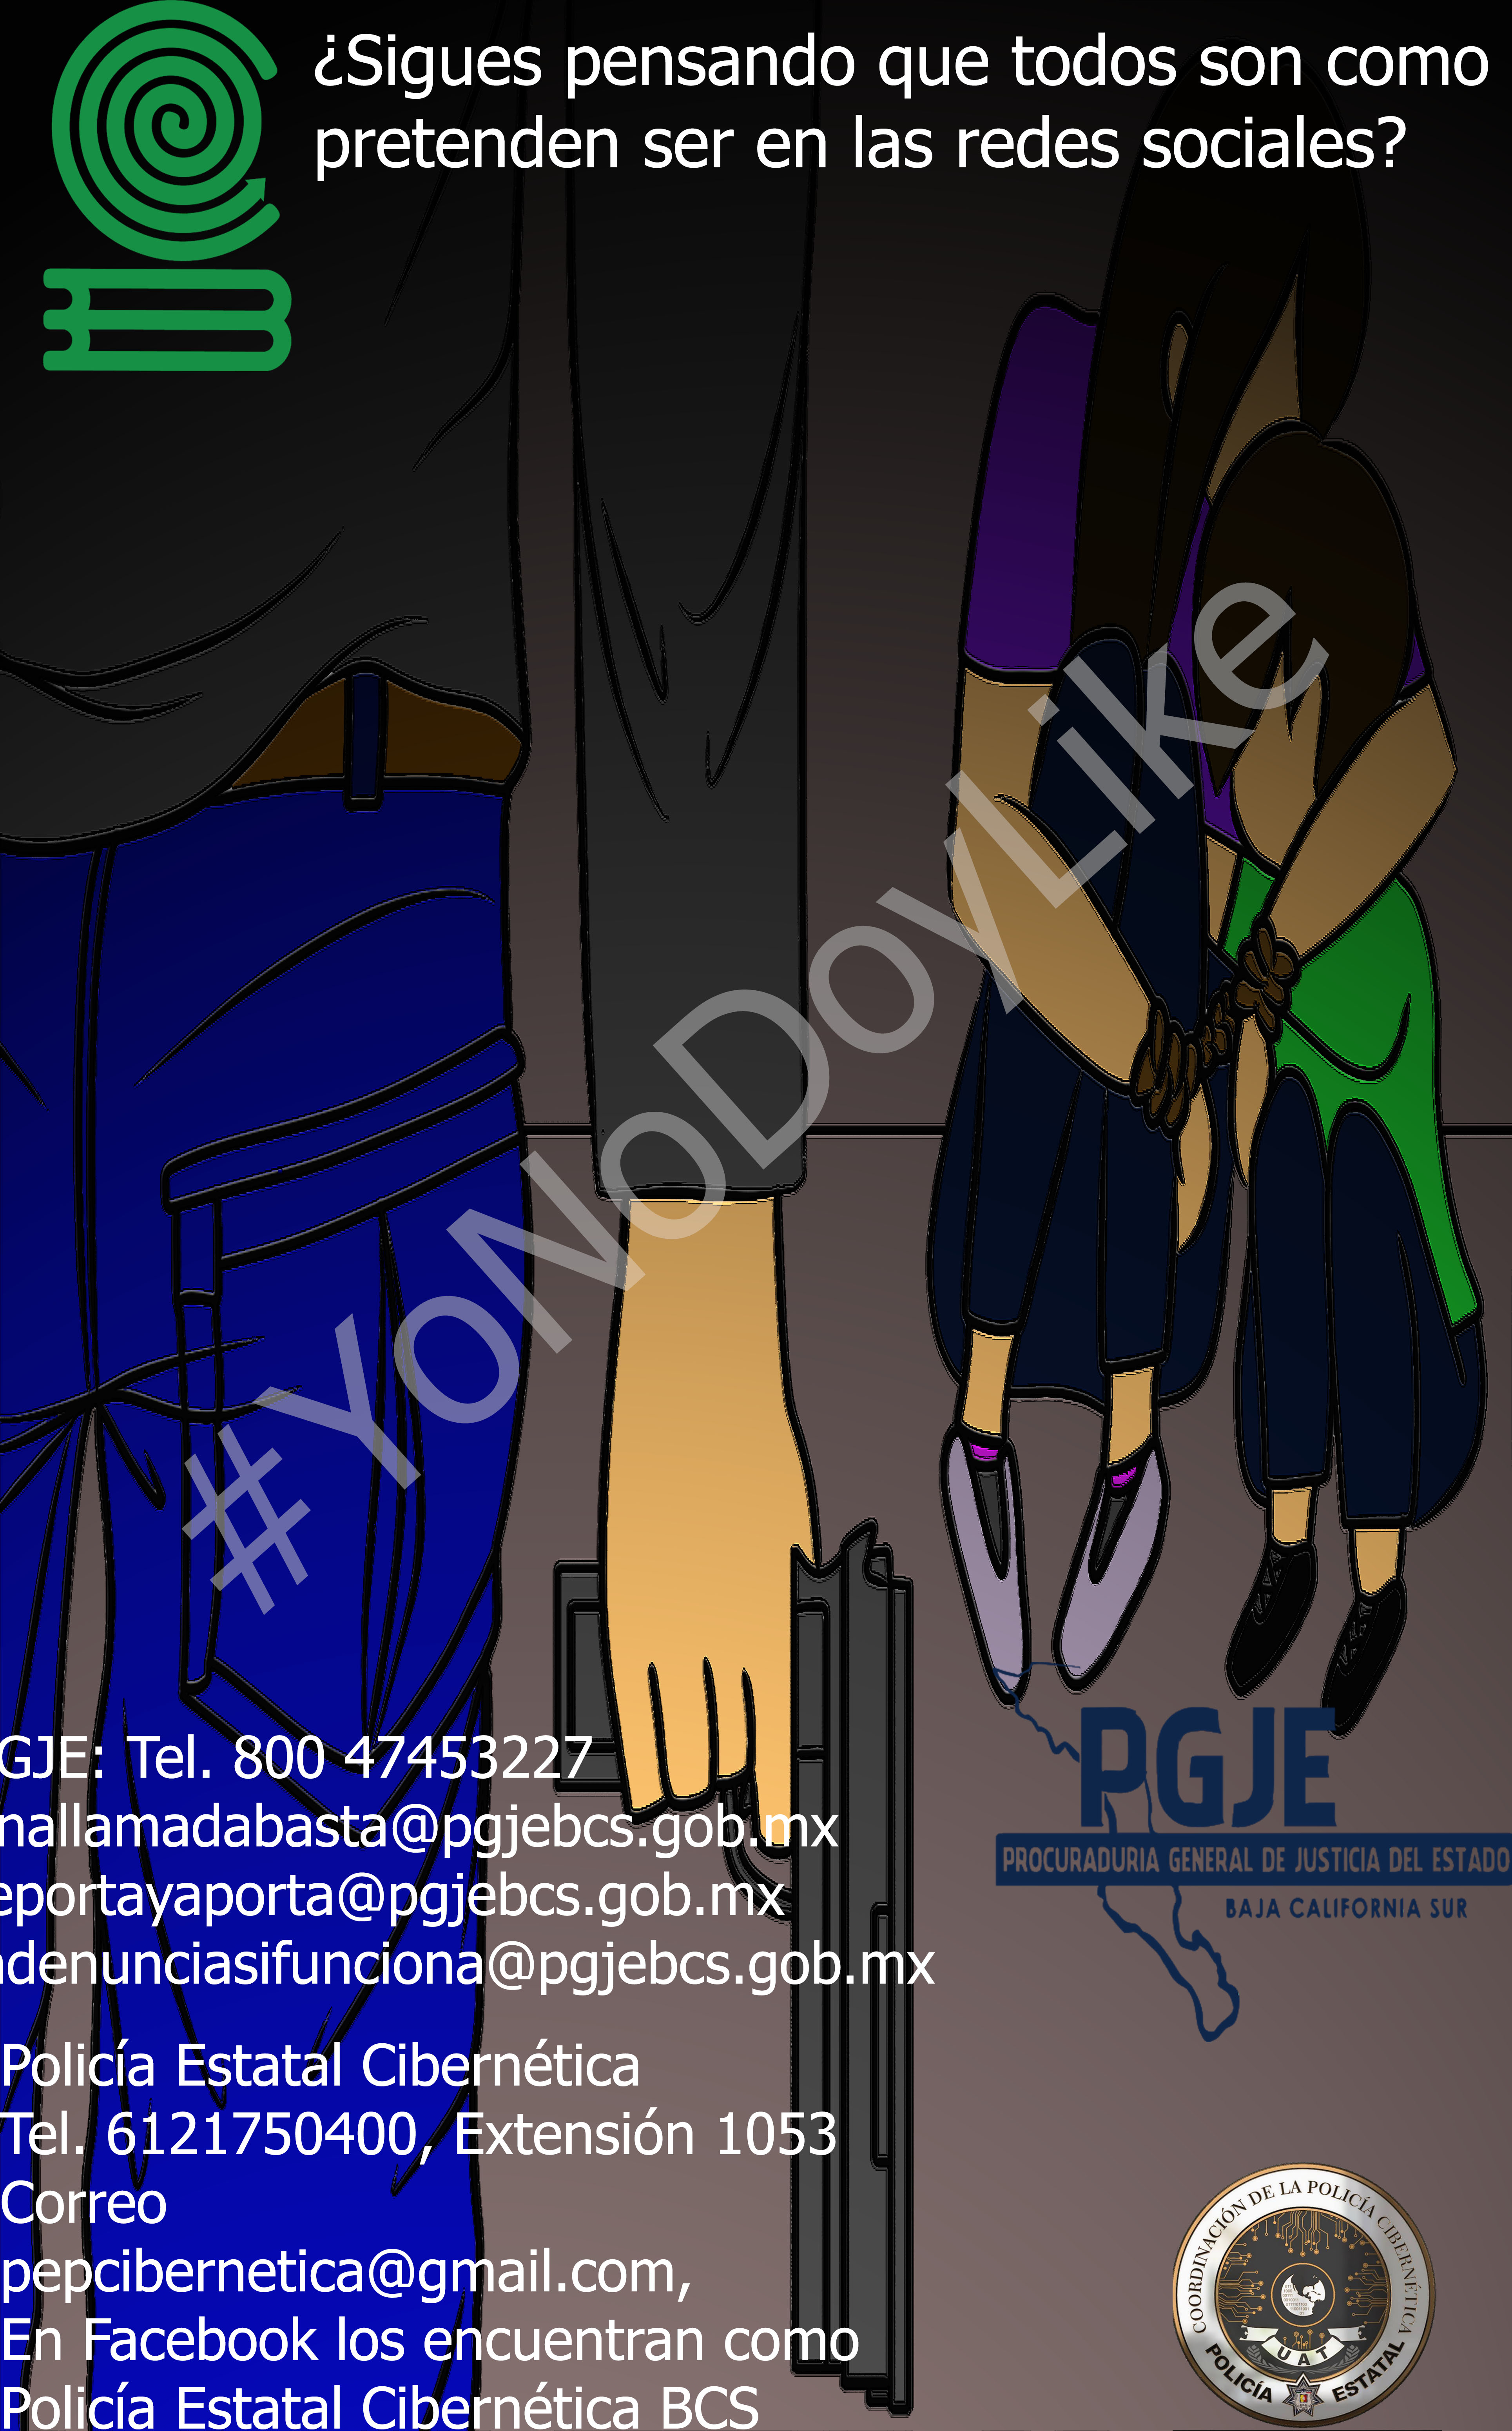 ¿Sigues pensando que todos son como
pretenden ser en las redes sociales?
#YoNoDoyLike
GJE: Tel. 800 47453227
nallamadabasta@pgjebcs.gob.mx
eportayaporta@pgjebcs.gob.mx
adenunciasifunciona@pgjebcs.gob.mx
Policía Estatal Cibernética
Tel. 6121750400, Extensión 1053
Correo
pepcibernetica@gmail.com,
En Facebook los encuentran como
Policía Estatal Cibernética BCS
PGJE
PROCURADURIA GENERAL DE JUSTICIA DEL ESTADO
BAJA CALIFORNIA SUR
COORDINACIÓN DE LA POLICÍA CIBERNÉTICA
UAT
POLICÍA ESTATAL